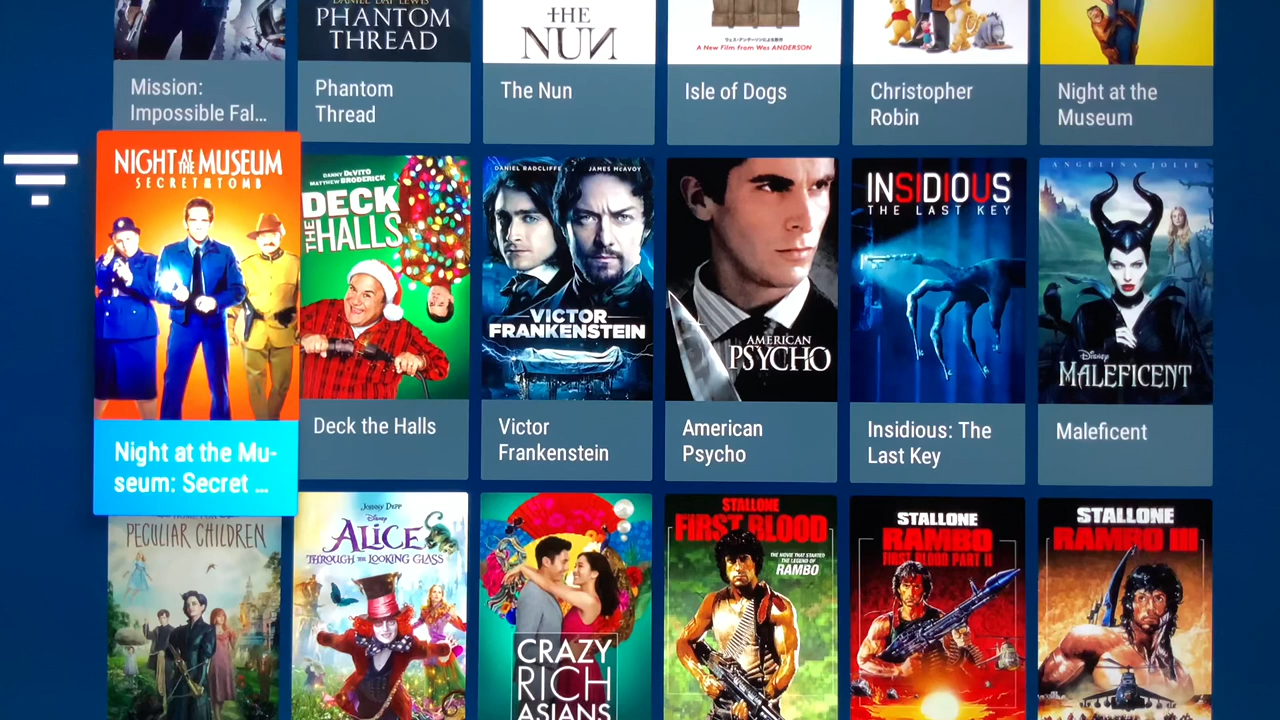 DANIEL DAY-LEWIS
PHANTOM
THREAD
THE
NUN
A New Film from Wes ANDERSON
Mission:
Impossible Fal...
Phantom
Thread
The Nun
Isle of Dogs
Christopher
Robin
Night at the
Museum
NIGHT AT THE MUSEUM
SECRET OF THE TOMB
Night at the Mu-
seum: Secret ...
DANNY DeVITO
MATTHEW BRODERICK
DECK
THE HALLS
Deck the Halls
DANIEL RADCLIFFE JAMES McAVOY
VICTOR
FRANKENSTEIN
Victor
Frankenstein
AMERICAN
PSYCHO
American
Psycho
INSIDIOUS
THE LAST KEY
Insidious: The
Last Key
ANGELINA JOLIE
Disney
MALEFICENT
Maleficent
PECULIAR CHILDREN
JOHNNY DEPP
Disney
ALICE
THROUGH THE LOOKING GLASS
CRAZY
RICH
ASIANS
STALLONE
FIRST BLOOD
THE MOVIE THAT STARTED
THE LEGEND OF
RAMBO
STALLONE
RAMBO
FIRST BLOOD PART II
STALLONE
RAMBO III